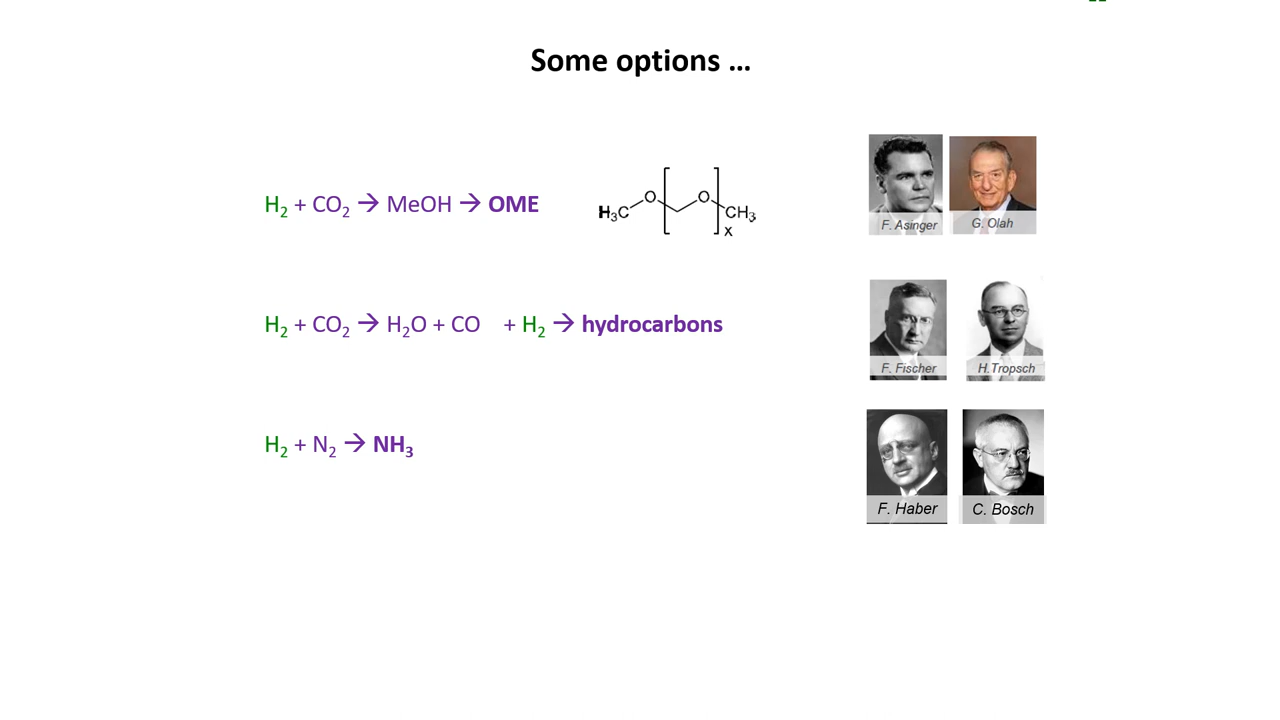 Some options ...
H₂ + CO₂ → MeOH → OME
H₃C O O CH₃ x
F. Asinger G. Olah
H₂ + CO₂ → H₂O + CO + H₂ → hydrocarbons
F. Fischer H.Tropsch
H₂ + N₂ → NH₃
F. Haber C. Bosch